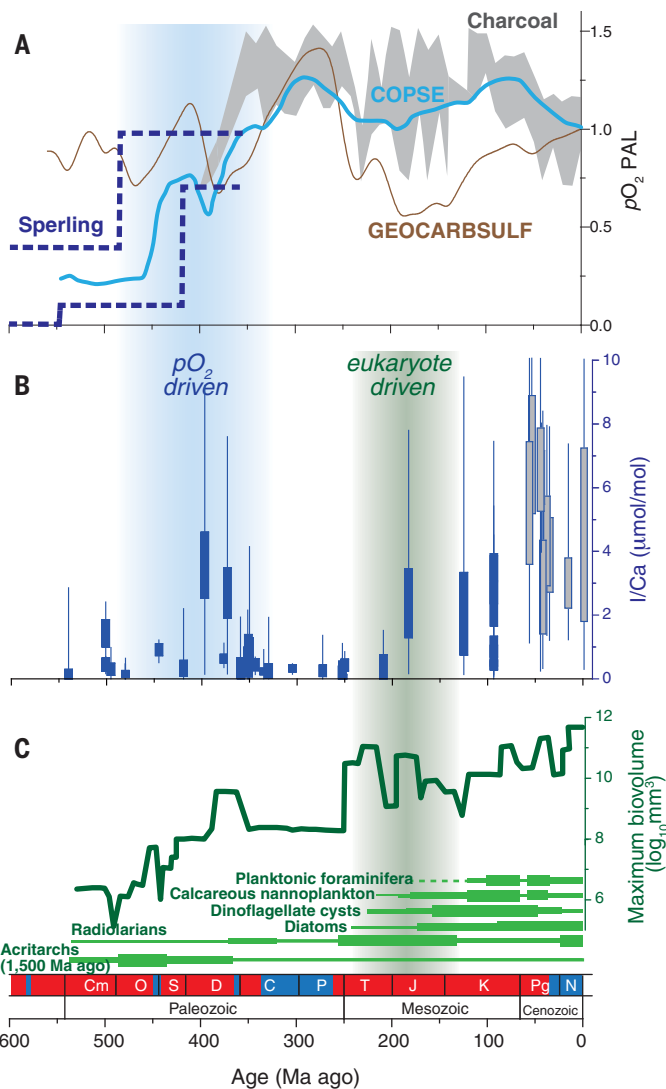 A
Charcoal
COPSE
Sperling
GEOCARBSULF
1.5
1.0
0.5
0.0
pO2 PAL
B
pO2
driven
eukaryote
driven
10
8
6
4
2
0
I/Ca (μmol/mol)
C
12
10
8
6
Maximum biovolume
(log10mm3)
Planktonic foraminifera
Calcareous nannoplankton
Dinoflagellate cysts
Diatoms
Radiolarians
Acritarchs
(1,500 Ma ago)
Cm O S D C P T J K Pg N
Paleozoic Mesozoic Cenozoic
600 500 400 300 200 100 0
Age (Ma ago)